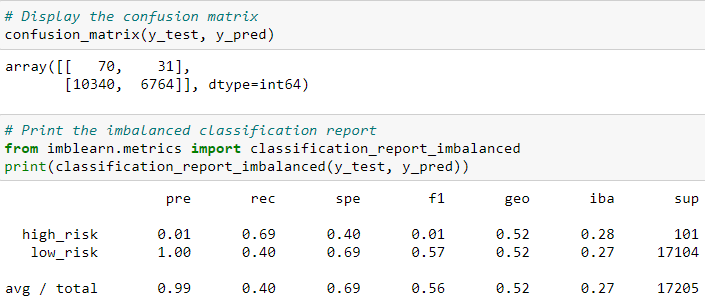 # Display the confusion matrix
confusion_matrix(y_test, y_pred)
array([[   70,    31],
       [10340,  6764]], dtype=int64)
# Print the imbalanced classification report
from imblearn.metrics import classification_report_imbalanced
print(classification_report_imbalanced(y_test, y_pred))
pre rec spe f1 geo iba sup
high_risk 0.01 0.69 0.40 0.01 0.52 0.28 101
low_risk 1.00 0.40 0.69 0.57 0.52 0.27 17104
avg / total 0.99 0.40 0.69 0.56 0.52 0.27 17205